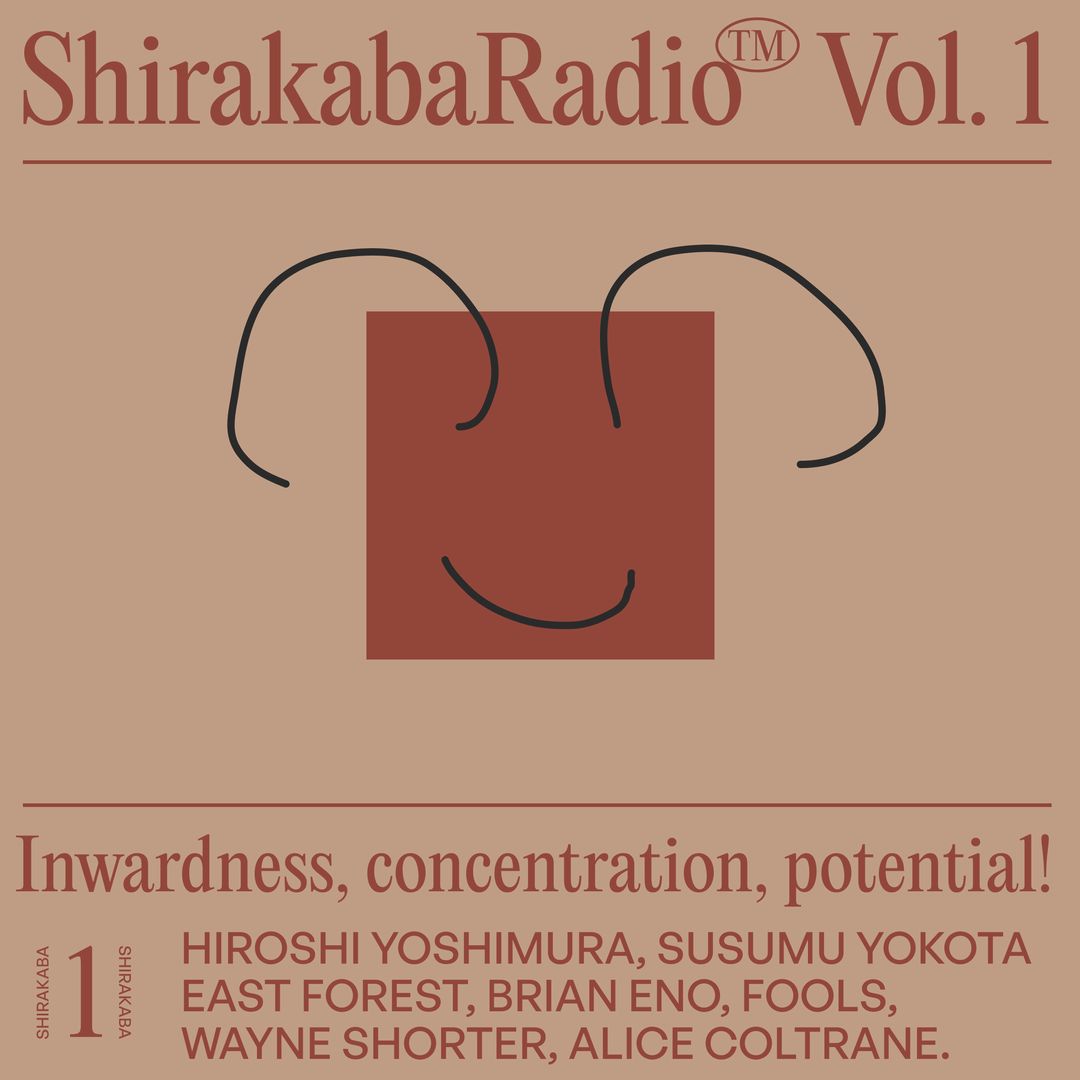 ShirakabaRadio™ Vol. 1
Inwardness, concentration, potential!
SHIRAKABA 1 SHIRAKABA
HIROSHI YOSHIMURA, SUSUMU YOKOTA
EAST FOREST, BRIAN ENO, FOOLS,
WAYNE SHORTER, ALICE COLTRANE.